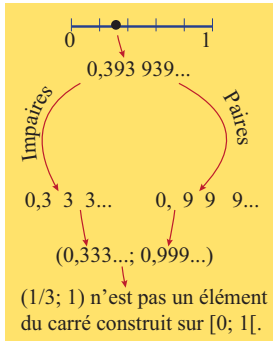 0 1
0,393 939...
Impaires
Paires
0,3 3 3... 0, 9 9 9...
(0,333...; 0,999...)
(1/3; 1) n’est pas un élément
du carré construit sur [0; 1[.